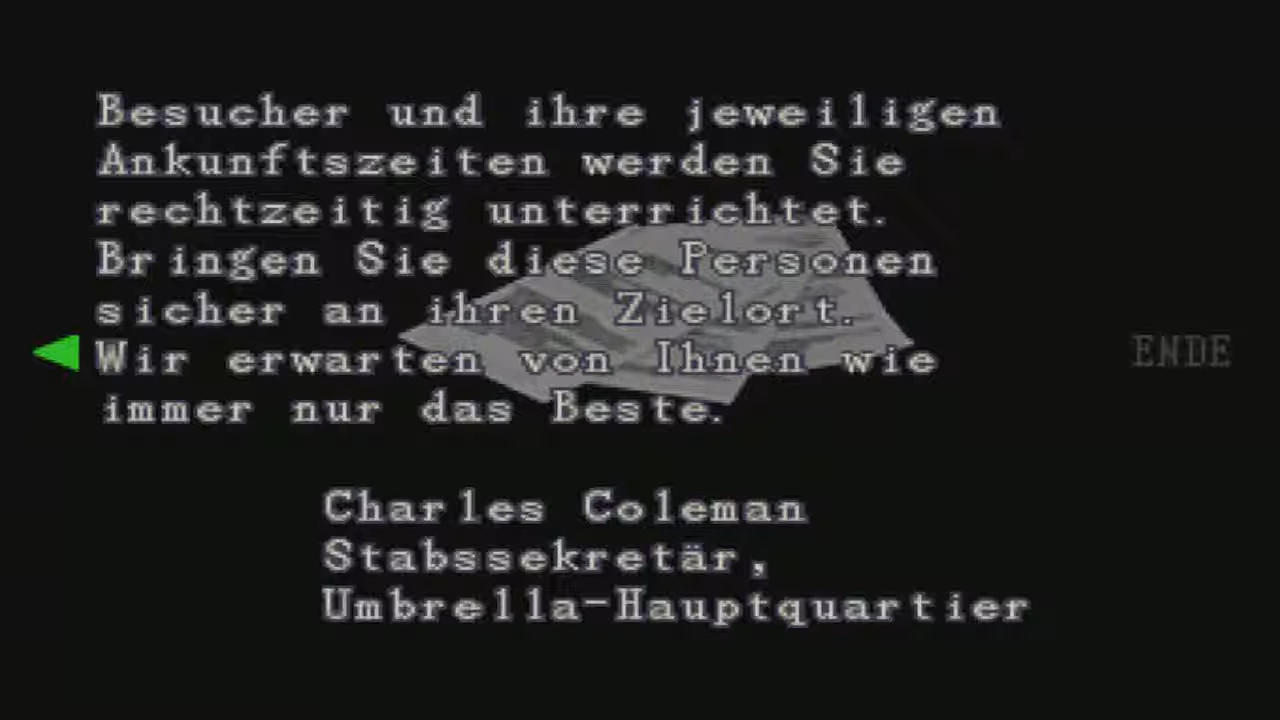 Besucher und ihre jeweiligen
Ankunftszeiten werden Sie
rechtzeitig unterrichtet.
Bringen Sie diese Personen
sicher an ihren Zielort.
Wir erwarten von Ihnen wie
immer nur das Beste.
ENDE
Charles Coleman
Stabssekretär,
Umbrella-Hauptquartier